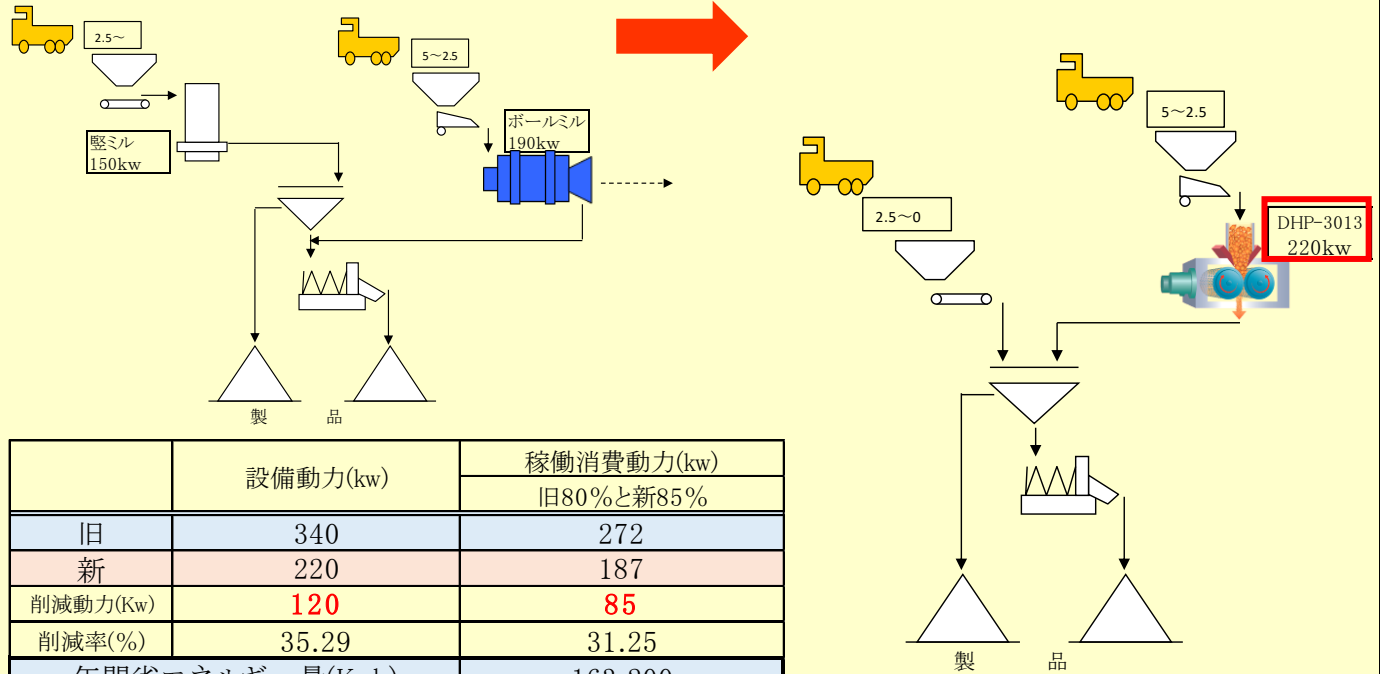 2.5～
5～2.5
竪ミル
150kw
ボールミル
190kw
製　品
5～2.5
2.5～0
DHP-3013
220kw
製　品
設備動力(kw)
稼働消費動力(kw)
旧80％と新85％
旧 340 272
新 220 187
削減動力(Kw) 120 85
削減率(%) 35.29 31.25